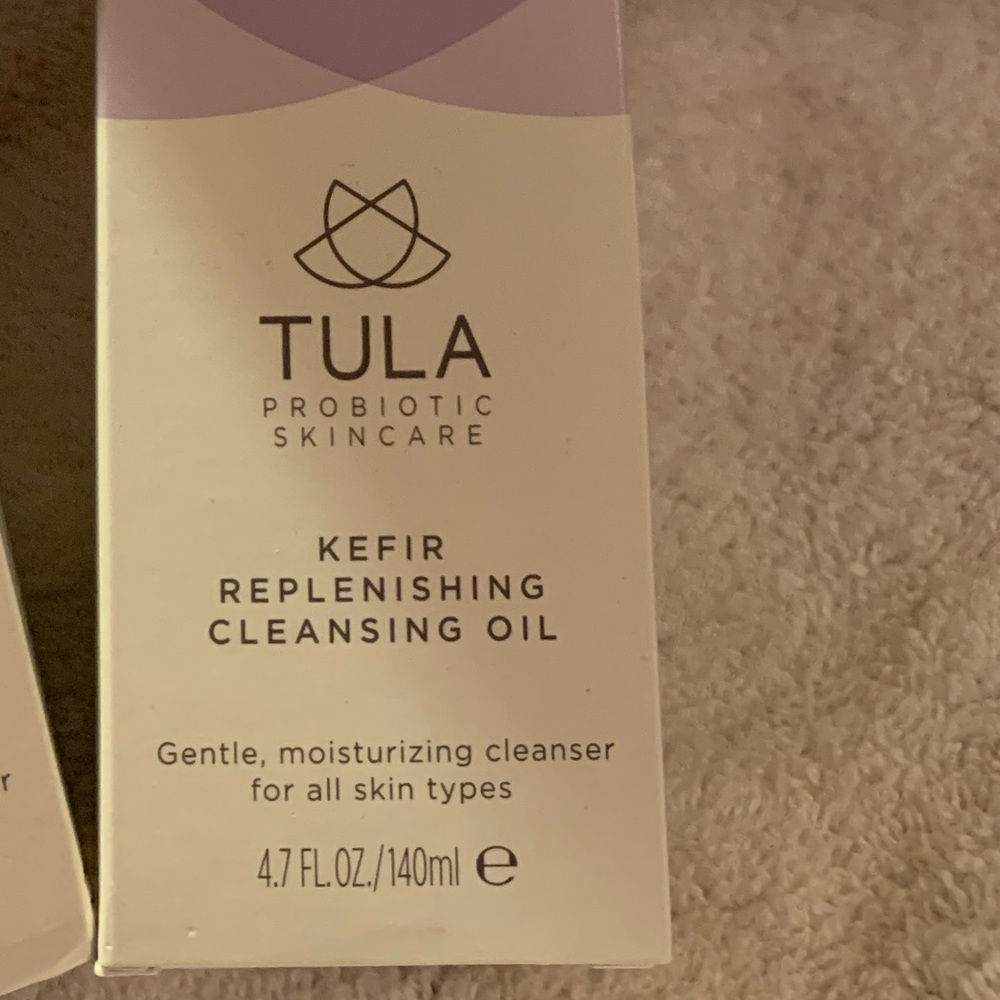 TULA
PROBIOTIC
SKINCARE
KEFIR
REPLENISHING
CLEANSING OIL
Gentle, moisturizing cleanser
for all skin types
4.7 FL.OZ./140ml ℮
r